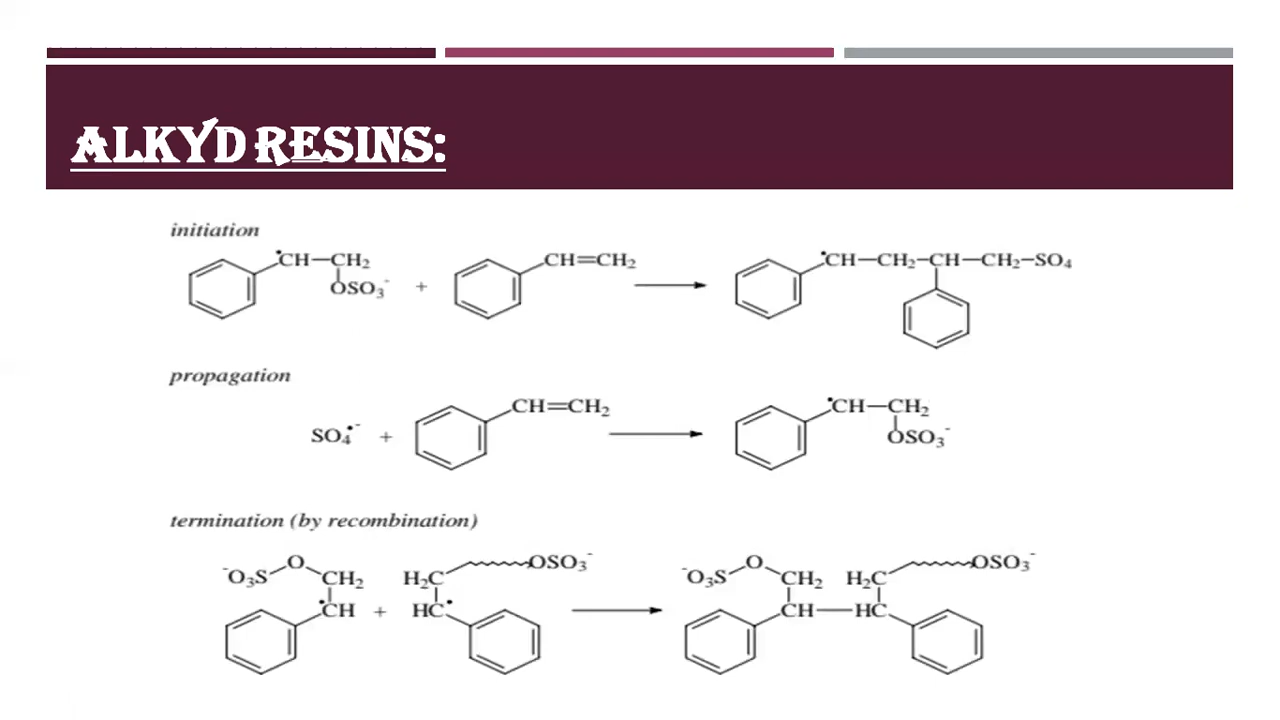 ALKYD RESINS:
initiation
•CH—CH₂ CH=CH₂ •CH—CH₂—CH—CH₂—SO₄
OSO₃⁻ +
propagation
CH=CH₂ •CH—CH₂
SO₄•⁻ + OSO₃⁻
termination (by recombination)
⁻O₃S O CH₂ H₂C OSO₃⁻ ⁻O₃S O CH₂ H₂C OSO₃⁻
•CH + HC• CH—HC